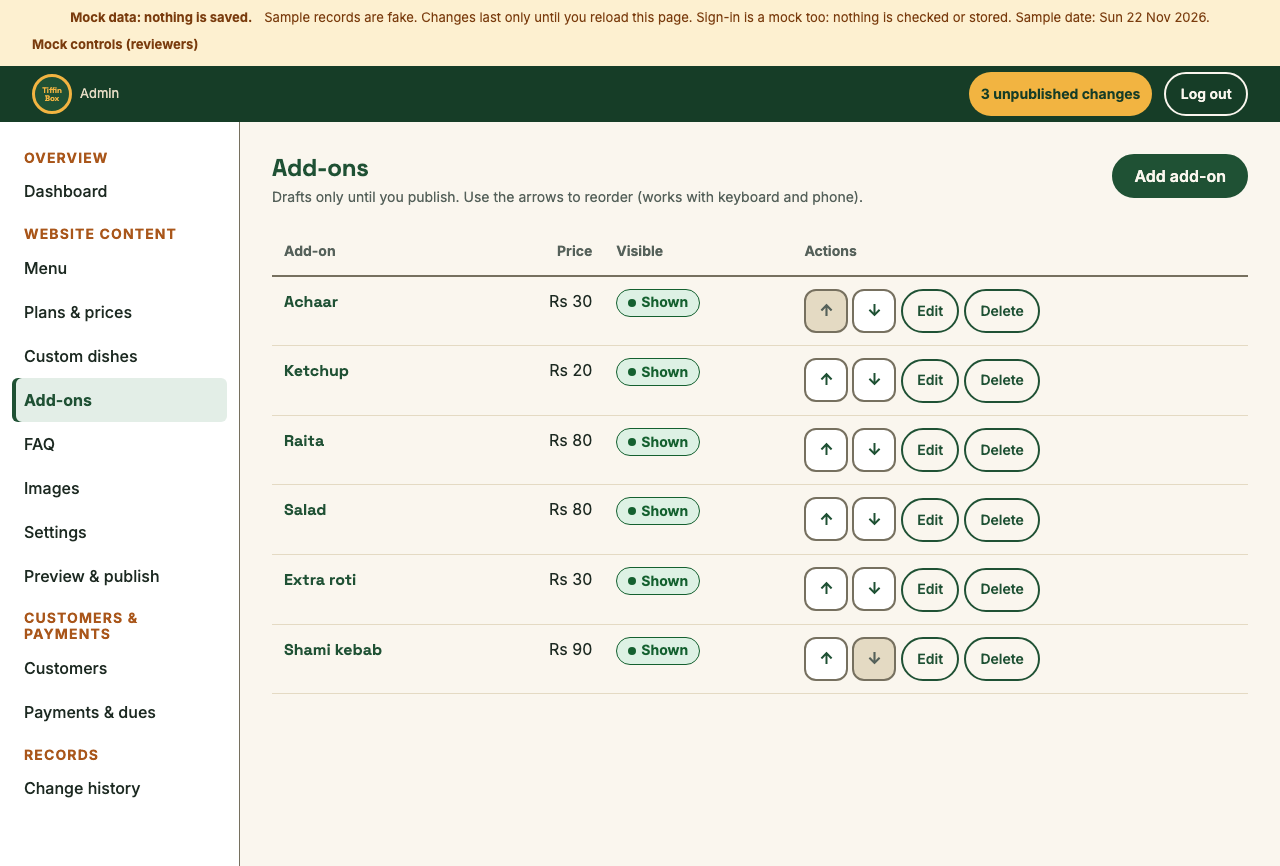 Mock data: nothing is saved. Sample records are fake. Changes last only until you reload this page. Sign-in is a mock too: nothing is checked or stored. Sample date: Sun 22 Nov 2026.
Mock controls (reviewers)
Tiffin
Box
Admin
3 unpublished changes
Log out
OVERVIEW
Dashboard
WEBSITE CONTENT
Menu
Plans & prices
Custom dishes
Add-ons
FAQ
Images
Settings
Preview & publish
CUSTOMERS &
PAYMENTS
Customers
Payments & dues
RECORDS
Change history
Add-ons
Drafts only until you publish. Use the arrows to reorder (works with keyboard and phone).
Add add-on
Add-on Price Visible Actions
Achaar Rs 30 Shown ↑ ↓ Edit Delete
Ketchup Rs 20 Shown ↑ ↓ Edit Delete
Raita Rs 80 Shown ↑ ↓ Edit Delete
Salad Rs 80 Shown ↑ ↓ Edit Delete
Extra roti Rs 30 Shown ↑ ↓ Edit Delete
Shami kebab Rs 90 Shown ↑ ↓ Edit Delete